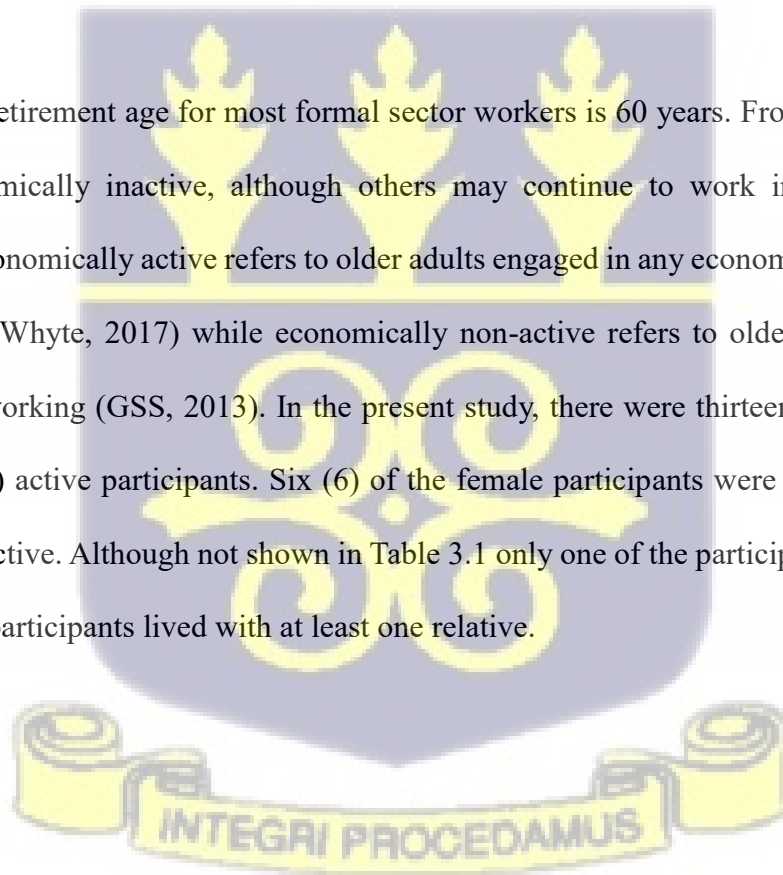 etirement age for most formal sector workers is 60 years. Fro
mically inactive, although others may continue to work i
onomically active refers to older adults engaged in any econom
Whyte, 2017) while economically non-active refers to olde
vorking (GSS, 2013). In the present study, there were thirteen
) active participants. Six (6) of the female participants were
ctive. Although not shown in Table 3.1 only one of the particip
participants lived with at least one relative.
INTEGRI PROCEDAMUS